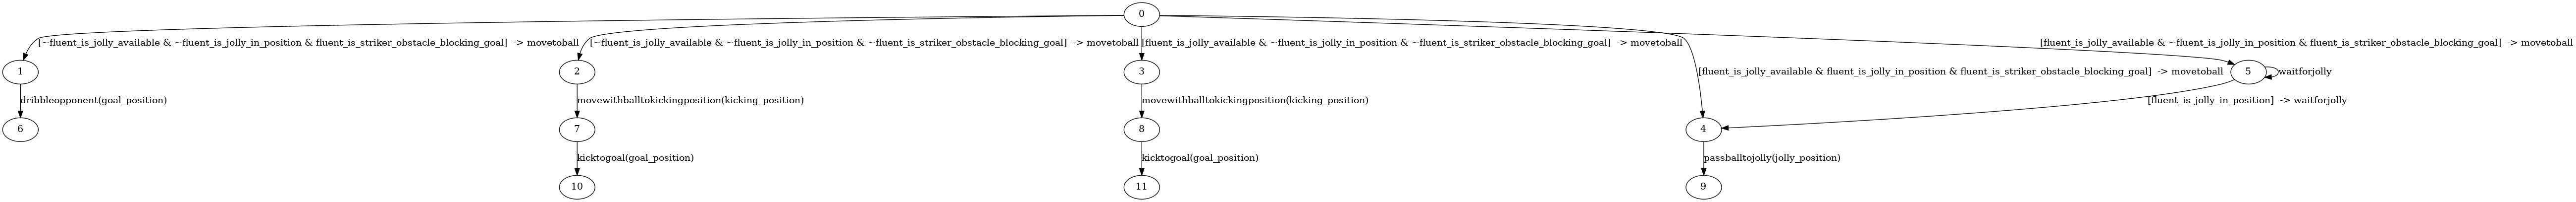 0
[~fluent_is_jolly_available & ~fluent_is_jolly_in_position & fluent_is_striker_obstacle_blocking_goal]  -> movetoball
[~fluent_is_jolly_available & ~fluent_is_jolly_in_position & ~fluent_is_striker_obstacle_blocking_goal]  -> movetoball
[fluent_is_jolly_available & ~fluent_is_jolly_in_position & ~fluent_is_striker_obstacle_blocking_goal]  -> movetoball
[fluent_is_jolly_available & ~fluent_is_jolly_in_position & fluent_is_striker_obstacle_blocking_goal]  -> movetoball
1
2
3
[fluent_is_jolly_available & fluent_is_jolly_in_position & fluent_is_striker_obstacle_blocking_goal]  -> movetoball
5
waitforjolly
dribbleopponent(goal_position)
movewithballtokickingposition(kicking_position)
movewithballtokickingposition(kicking_position)
[fluent_is_jolly_in_position]  -> waitforjolly
6
7
8
4
kicktogoal(goal_position)
kicktogoal(goal_position)
passballtojolly(jolly_position)
10
11
9